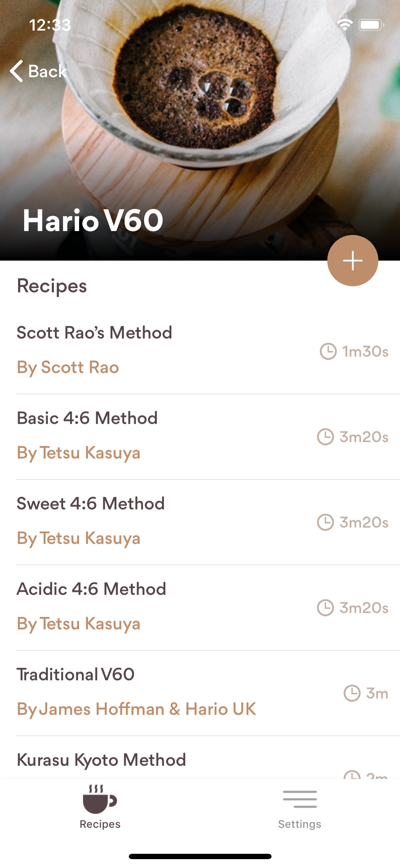 12:33
Back
Hario V60
Recipes
Scott Rao's Method
By Scott Rao
1m30s
Basic 4:6 Method
By Tetsu Kasuya
3m20s
Sweet 4:6 Method
By Tetsu Kasuya
3m20s
Acidic 4:6 Method
By Tetsu Kasuya
3m20s
Traditional V60
By James Hoffman & Hario UK
3m
Kurasu Kyoto Method
2m
Recipes
Settings